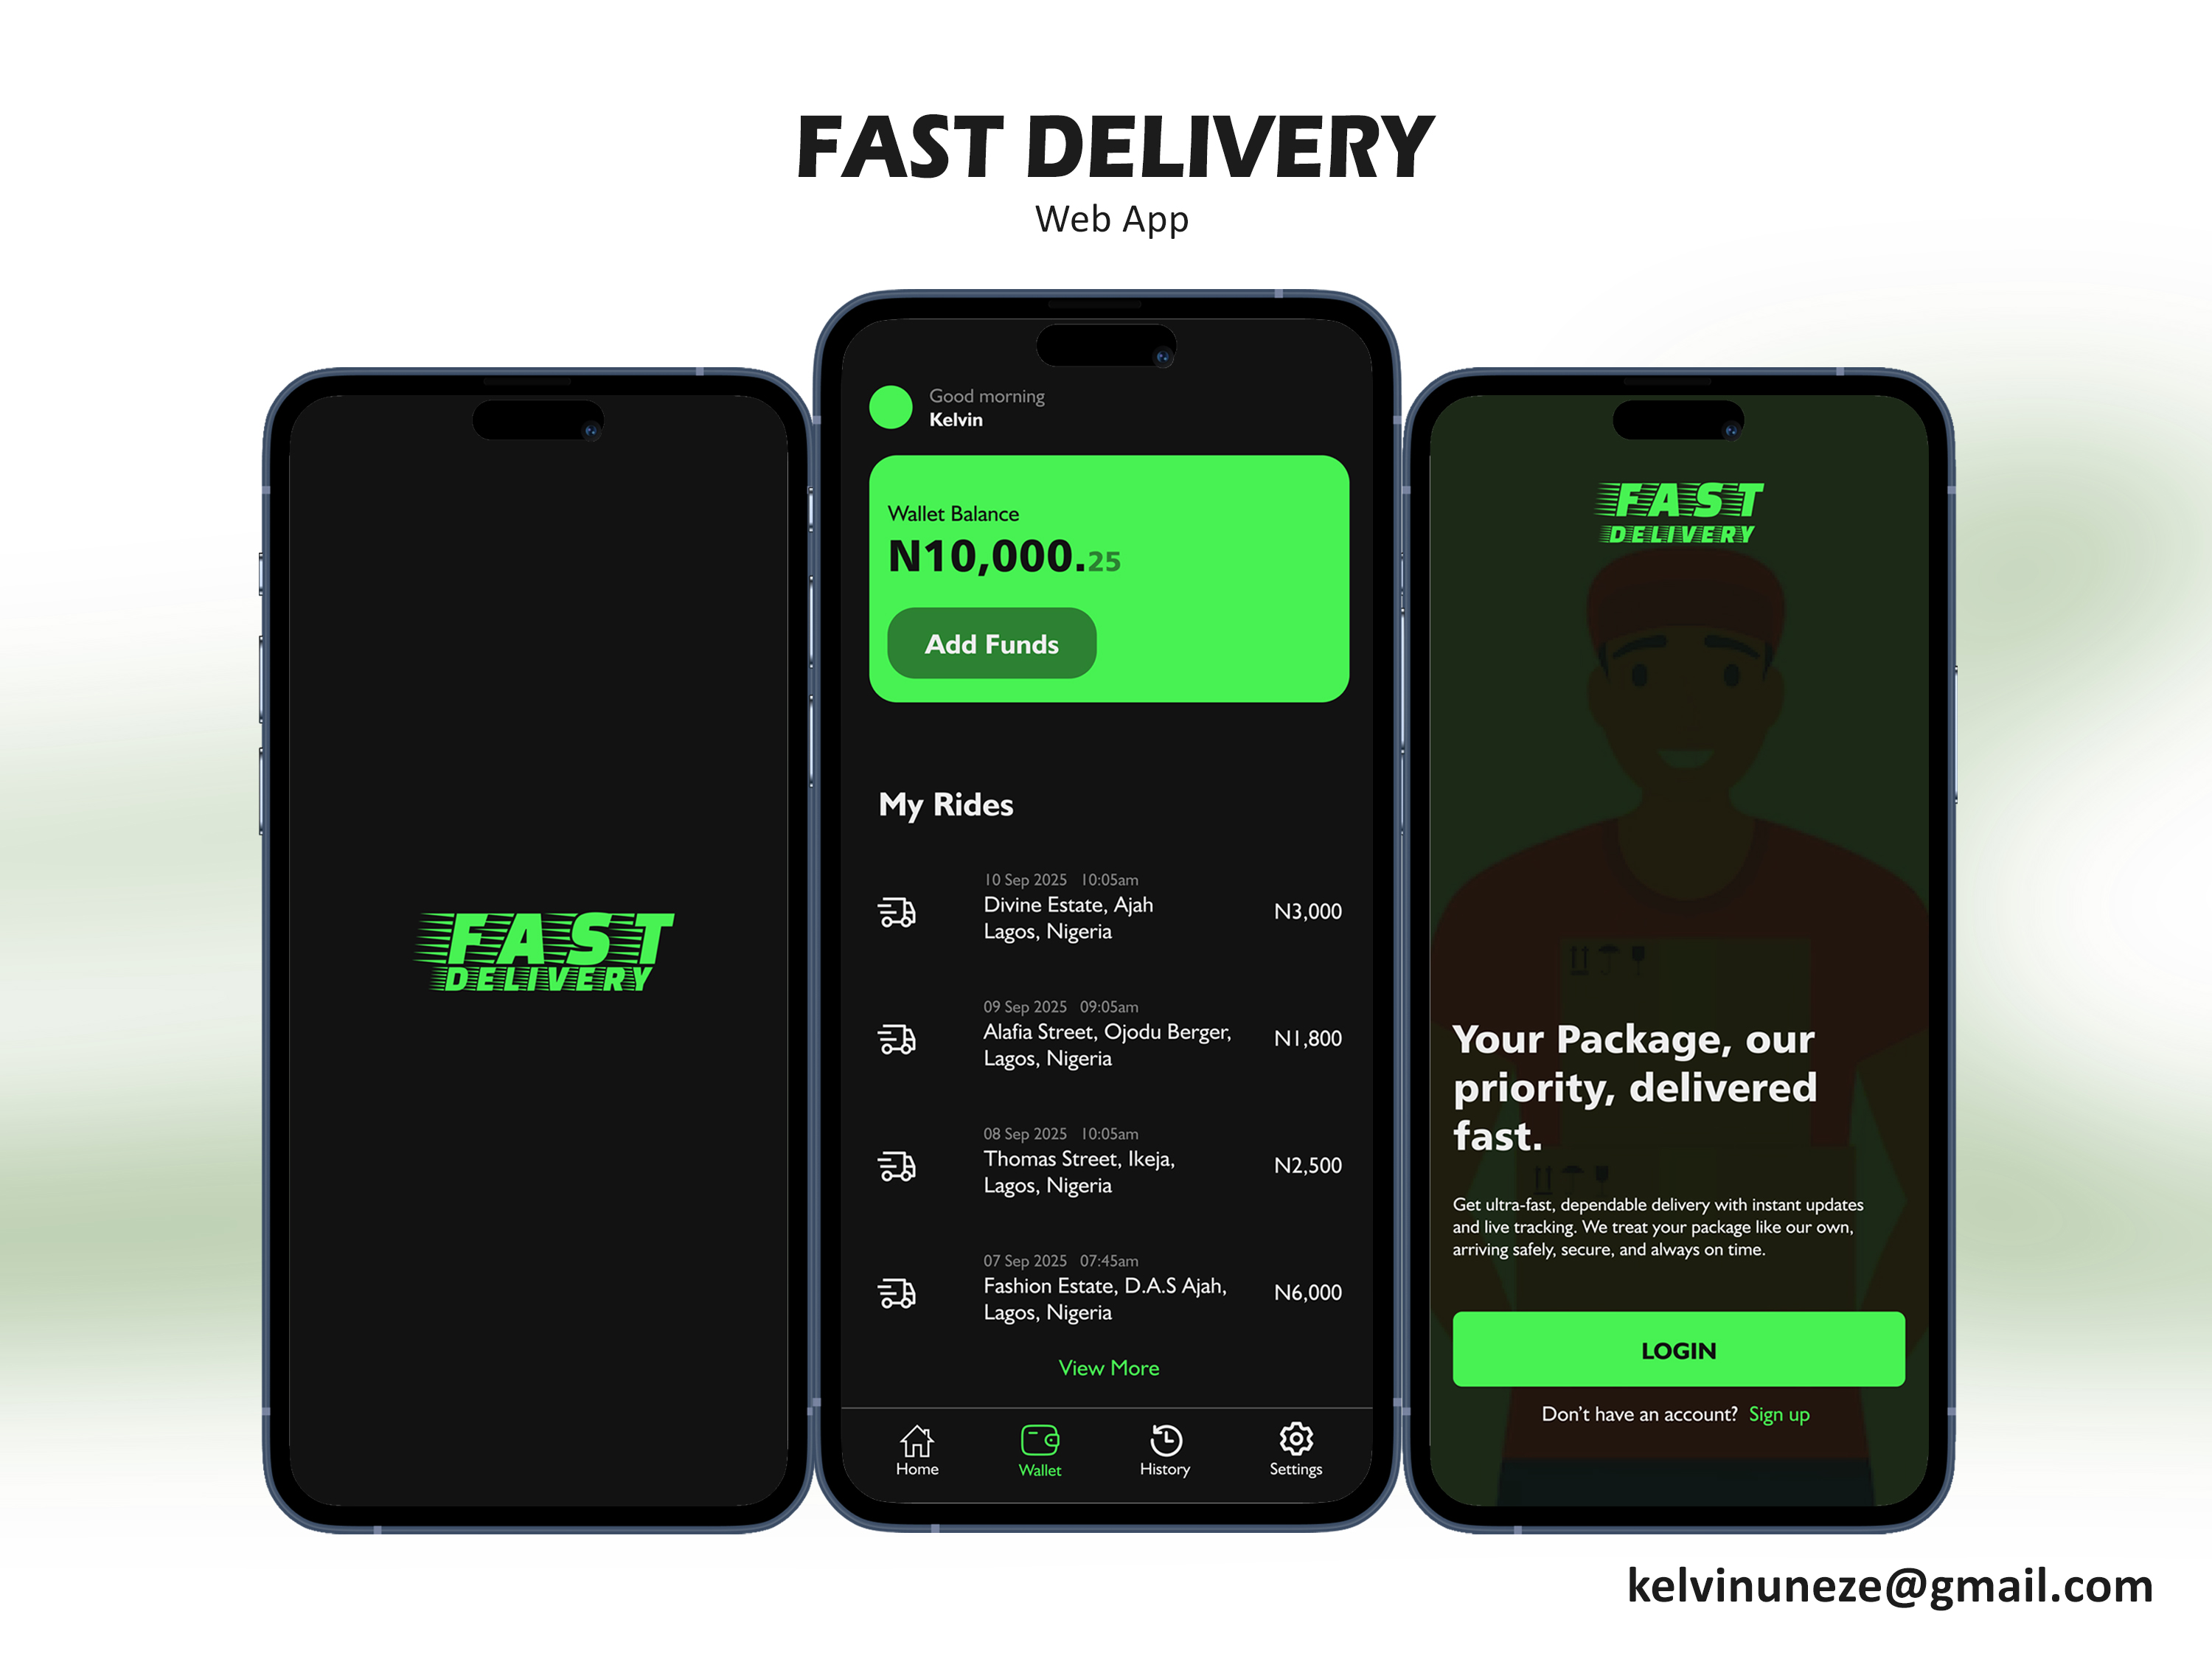 FAST DELIVERY
Web App
FAST
DELIVERY
Good morning
Kelvin
Wallet Balance
N10,000.25
Add Funds
My Rides
10 Sep 2025 10:05am
Divine Estate, Ajah
Lagos, Nigeria
N3,000
09 Sep 2025 09:05am
Alafia Street, Ojodu Berger,
Lagos, Nigeria
N1,800
08 Sep 2025 10:05am
Thomas Street, Ikeja,
Lagos, Nigeria
N2,500
07 Sep 2025 07:45am
Fashion Estate, D.A.S Ajah,
Lagos, Nigeria
N6,000
View More
Home
Wallet
History
Settings
FAST
DELIVERY
Your Package, our
priority, delivered
fast.
Get ultra-fast, dependable delivery with instant updates
and live tracking. We treat your package like our own,
arriving safely, secure, and always on time.
LOGIN
Don't have an account? Sign up
kelvinuneze@gmail.com